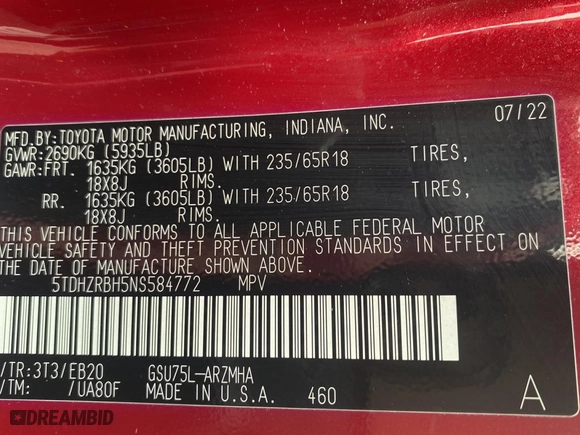 07/22
MFD.BY:TOYOTA MOTOR MANUFACTURING, INDIANA, INC.
GVWR:2690KG (5935LB)
GAWR:FRT. 1635KG (3605LB) WITH 235/65R18 TIRES,
18X8J RIMS.
RR. 1635KG (3605LB) WITH 235/65R18 TIRES,
18X8J RIMS.
THIS VEHICLE CONFORMS TO ALL APPLICABLE FEDERAL MOTOR
VEHICLE SAFETY AND THEFT PREVENTION STANDARDS IN EFFECT ON
THE DATE OF MANUFACTURE SHOWN ABOVE.
5TDHZRBH5NS584772 MPV
/TR:3T3/EB20 GSU75L-ARZMHA
/TM: /UA80F MADE IN U.S.A. 460 A
DREAMBID